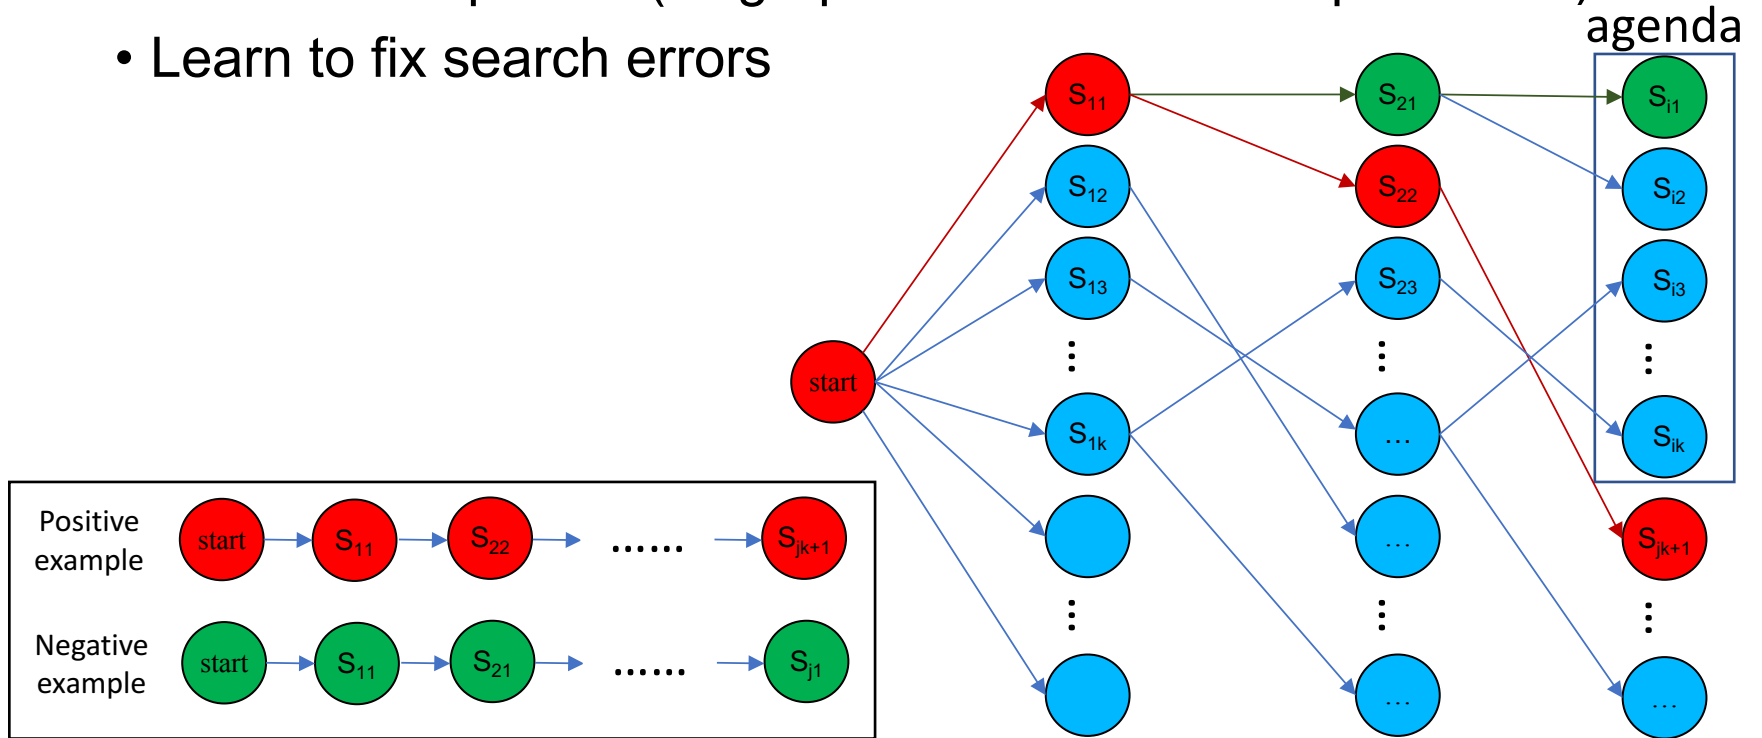 agenda
• Learn to fix search errors
S11
S21
Si1
S12
S22
Si2
S13
S23
Si3
⋮
⋮
⋮
start
S1k
…
Sik
Positive
example
start
S11
S22
……
Sjk+1
…
Sjk+1
⋮
⋮
⋮
Negative
example
start
S11
S21
……
Sj1
…
…